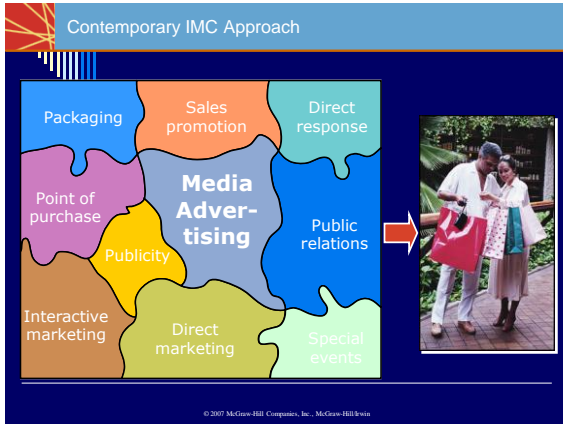 Contemporary IMC Approach
Packaging
Sales
promotion
Direct
response
Point of
purchase
Media
Adver-
tising
Public
relations
Publicity
Interactive
marketing
Direct
marketing
Special
events
© 2007 McGraw-Hill Companies, Inc., McGraw-Hill/Irwin